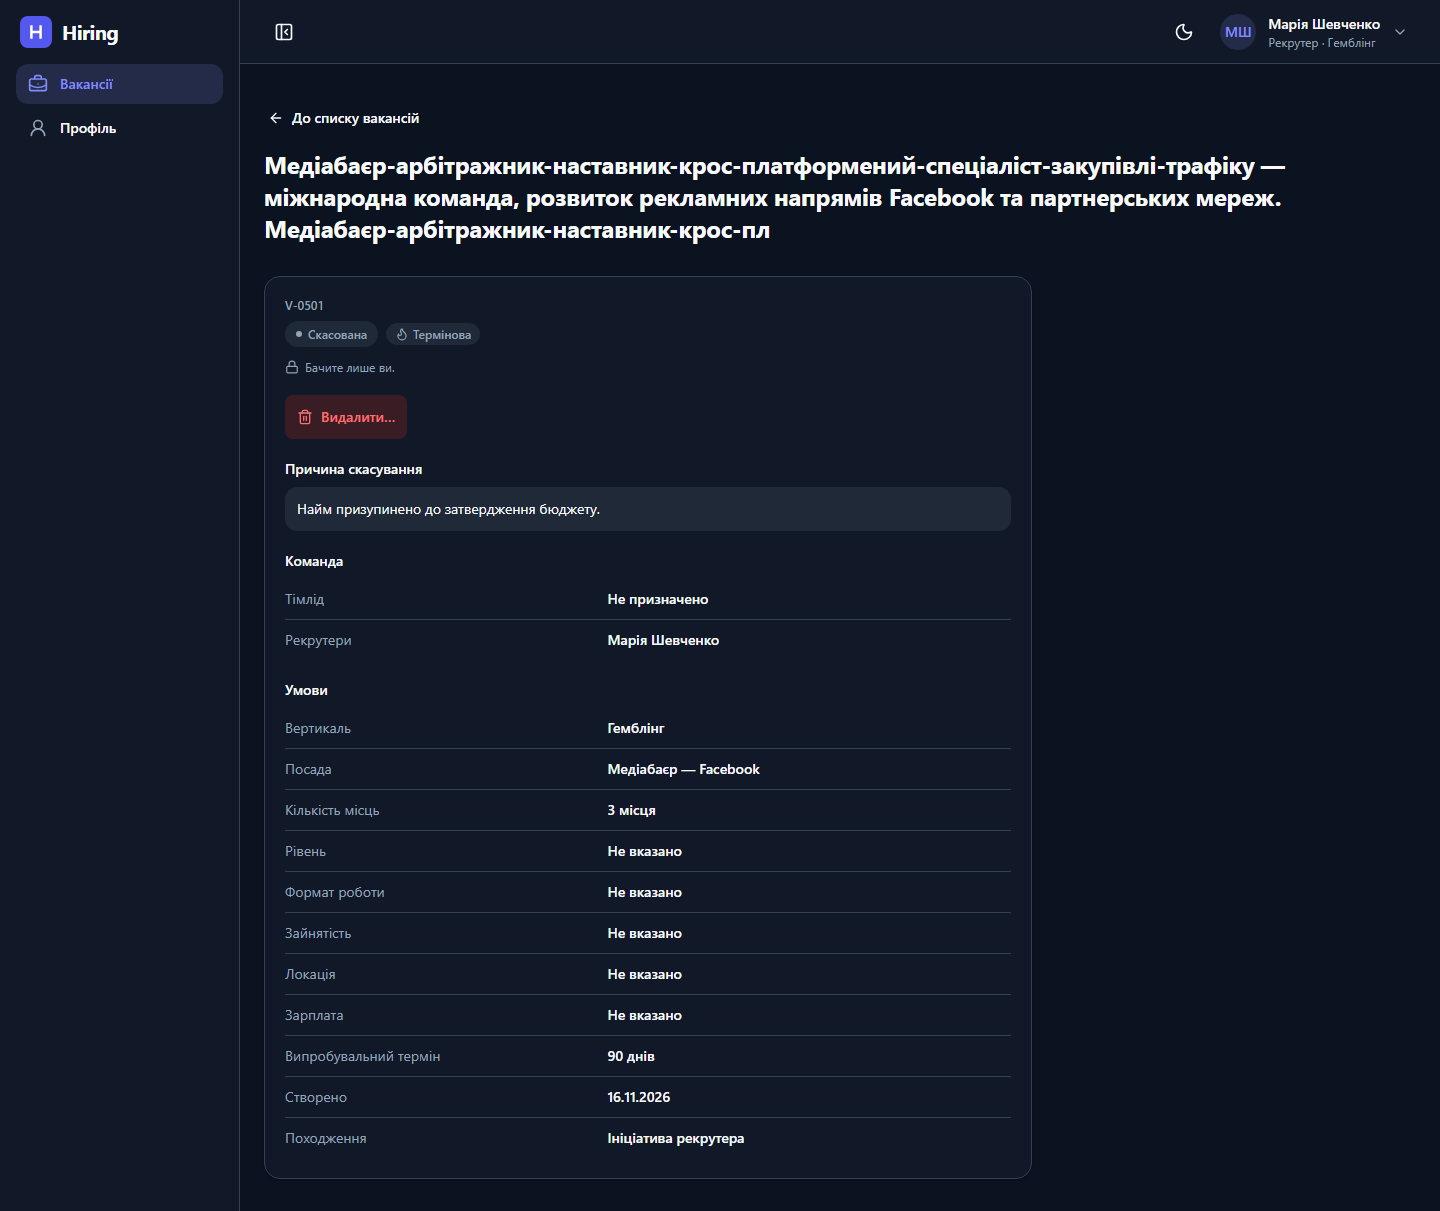 H Hiring
Вакансії
Профіль
МШ
Марія Шевченко
Рекрутер · Гемблінг
До списку вакансій
Медіабаєр-арбітражник-наставник-крос-платформений-спеціаліст-закупівлі-трафіку —
міжнародна команда, розвиток рекламних напрямів Facebook та партнерських мереж.
Медіабаєр-арбітражник-наставник-крос-пл
V-0501
Скасована
Термінова
Бачите лише ви.
Видалити...
Причина скасування
Найм призупинено до затвердження бюджету.
Команда
Тімлід Не призначено
Рекрутери Марія Шевченко
Умови
Вертикаль Гемблінг
Посада Медіабаєр — Facebook
Кількість місць 3 місця
Рівень Не вказано
Формат роботи Не вказано
Зайнятість Не вказано
Локація Не вказано
Зарплата Не вказано
Випробувальний термін 90 днів
Створено 16.11.2026
Походження Ініціатива рекрутера